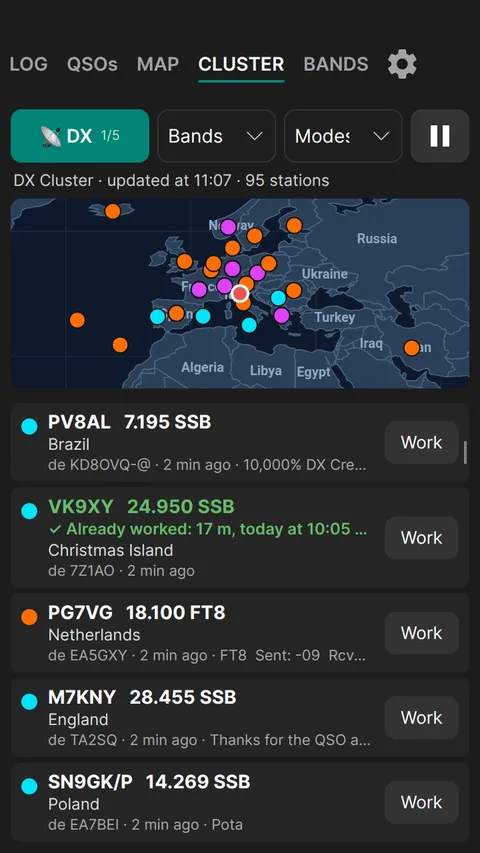 LOG QSOs MAP CLUSTER BANDS
DX 1/5 Bands Modes
DX Cluster · updated at 11:07 · 95 stations
Norway
Russia
Ukraine
Turkey
Iraq
Algeria Libya Egypt
PV8AL 7.195 SSB
Brazil
de KD8OVQ-@ · 2 min ago · 10,000% DX Cre...
Work
VK9XY 24.950 SSB
✓ Already worked: 17 m, today at 10:05 ...
Christmas Island
de 7Z1AO · 2 min ago
Work
PG7VG 18.100 FT8
Netherlands
de EA5GXY · 2 min ago · FT8 Sent: -09 Rcv...
Work
M7KNY 28.455 SSB
England
de TA2SQ · 2 min ago · Thanks for the QSO a...
Work
SN9GK/P 14.269 SSB
Poland
de EA7BEI · 2 min ago · Pota
Work